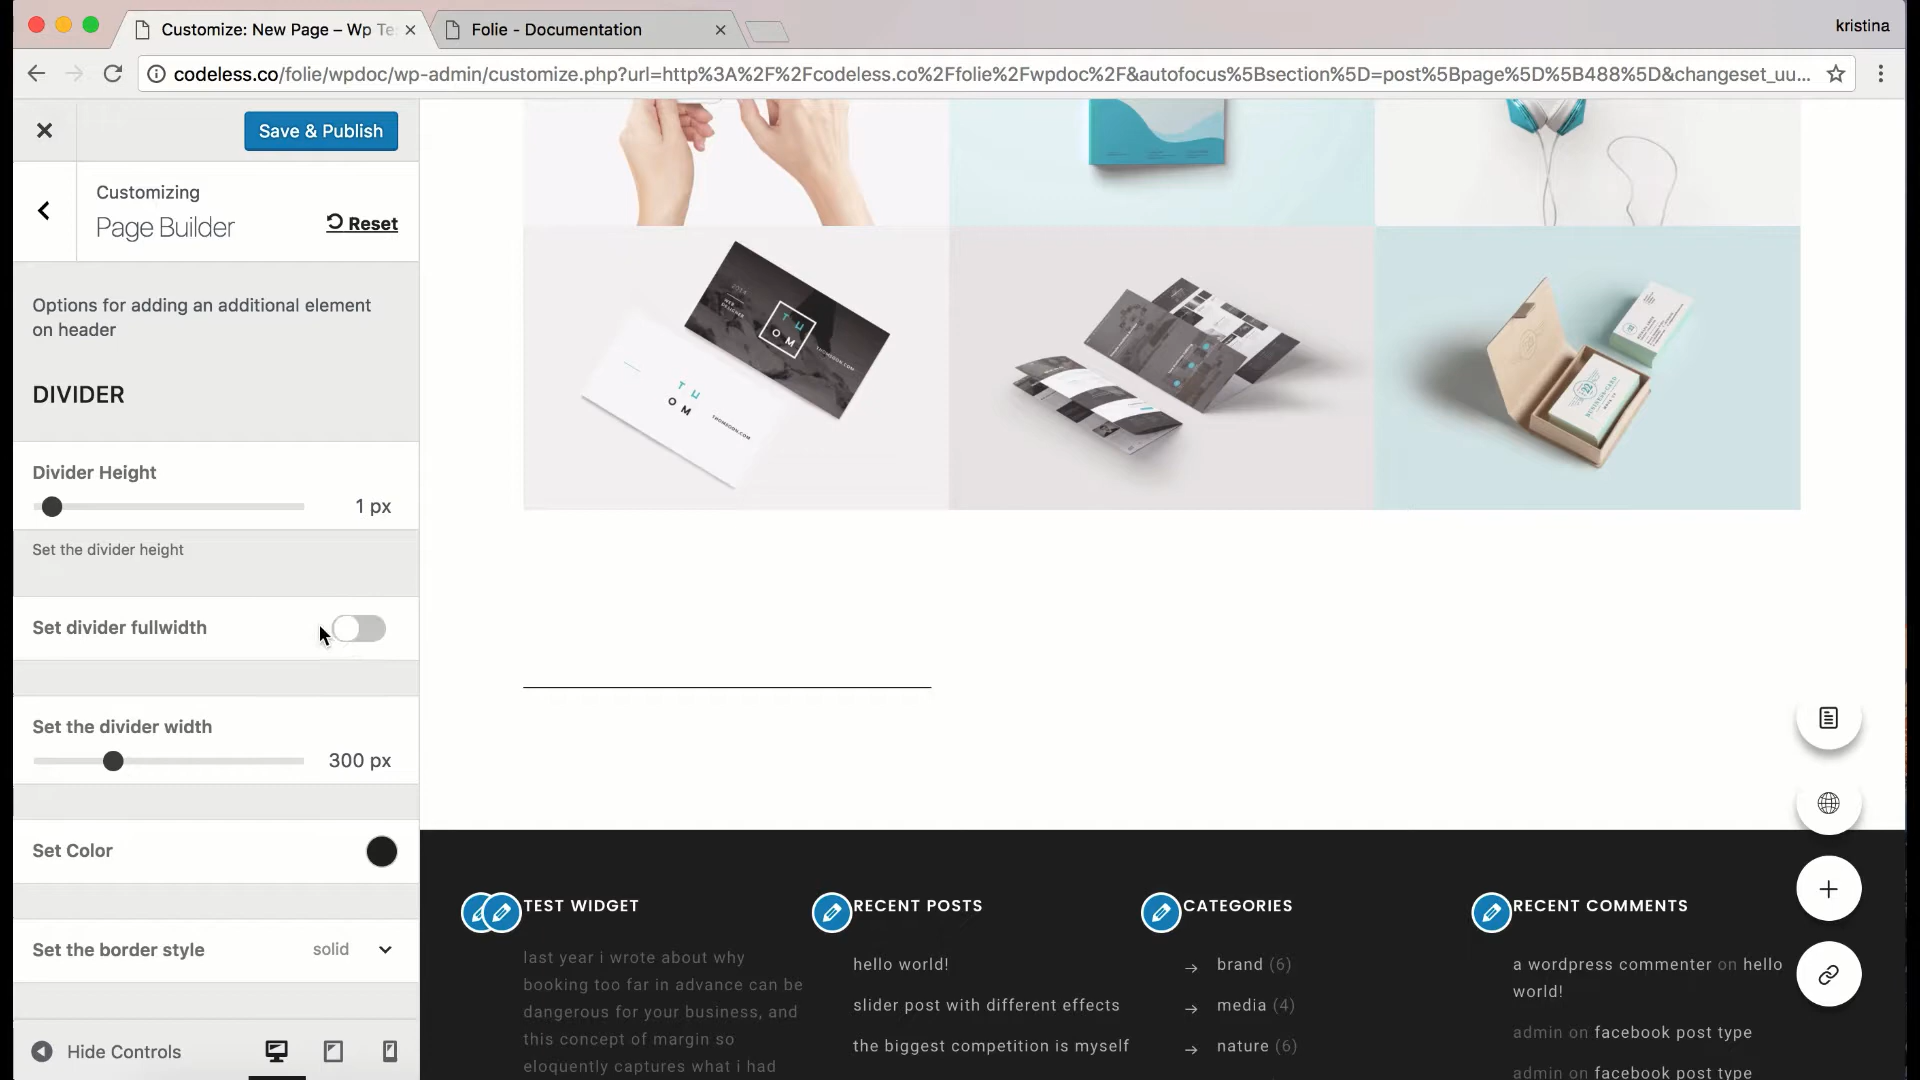 Customize: New Page – Wp Te
Folie - Documentation
kristina
codeless.co/folie/wpdoc/wp-admin/customize.php?url=http%3A%2F%2Fcodeless.co%2Ffolie%2Fwpdoc%2F&autofocus%5Bsection%5D=post%5Bpage%5D%5B488%5D&changeset_uu...
Save & Publish
Customizing
Page Builder
Reset
Options for adding an additional element
on header
DIVIDER
Divider Height
1 px
Set the divider height
Set divider fullwidth
Set the divider width
300 px
Set Color
Set the border style
solid
Hide Controls
T U
O M
THOMSOON.COM
T U
O M
THOMSOON.COM
BUSINESS CARD
TEST WIDGET
last year i wrote about why
booking too far in advance can be
dangerous for your business, and
this concept of margin so
eloquently captures what i had
RECENT POSTS
hello world!
slider post with different effects
the biggest competition is myself
CATEGORIES
→ brand (6)
→ media (4)
→ nature (6)
RECENT COMMENTS
a wordpress commenter on hello
world!
admin on facebook post type
admin on facebook post type